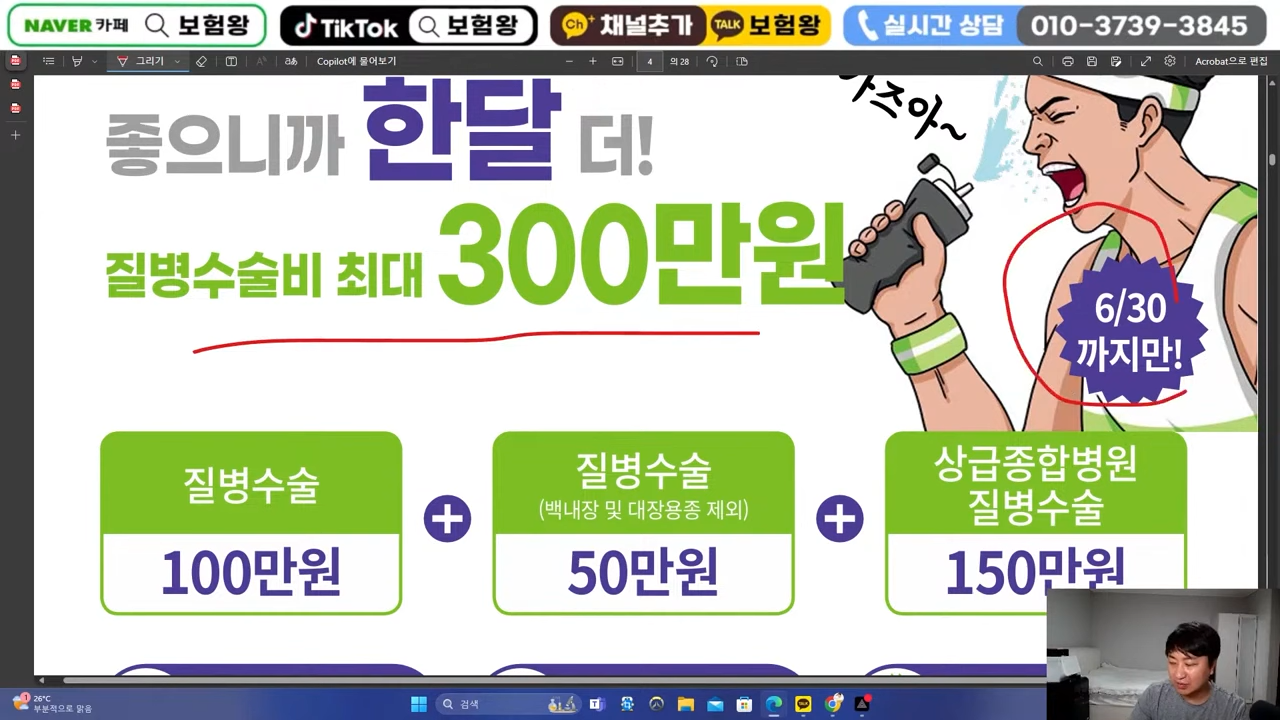 NAVER 카페 보험왕 TikTok 보험왕 Ch+ 채널추가 TALK 보험왕 실시간 상담 010-3739-3845
그리기 Copilot에 물어보기 4 의 28 Acrobat으로 편집
좋으니까 한달 더!
가즈아~
질병수술비 최대 300만원
6/30
까지만!
질병수술
100만원
+
질병수술
(백내장 및 대장용종 제외)
50만원
+
상급종합병원
질병수술
150만원
26°C
부분적으로 맑음
검색